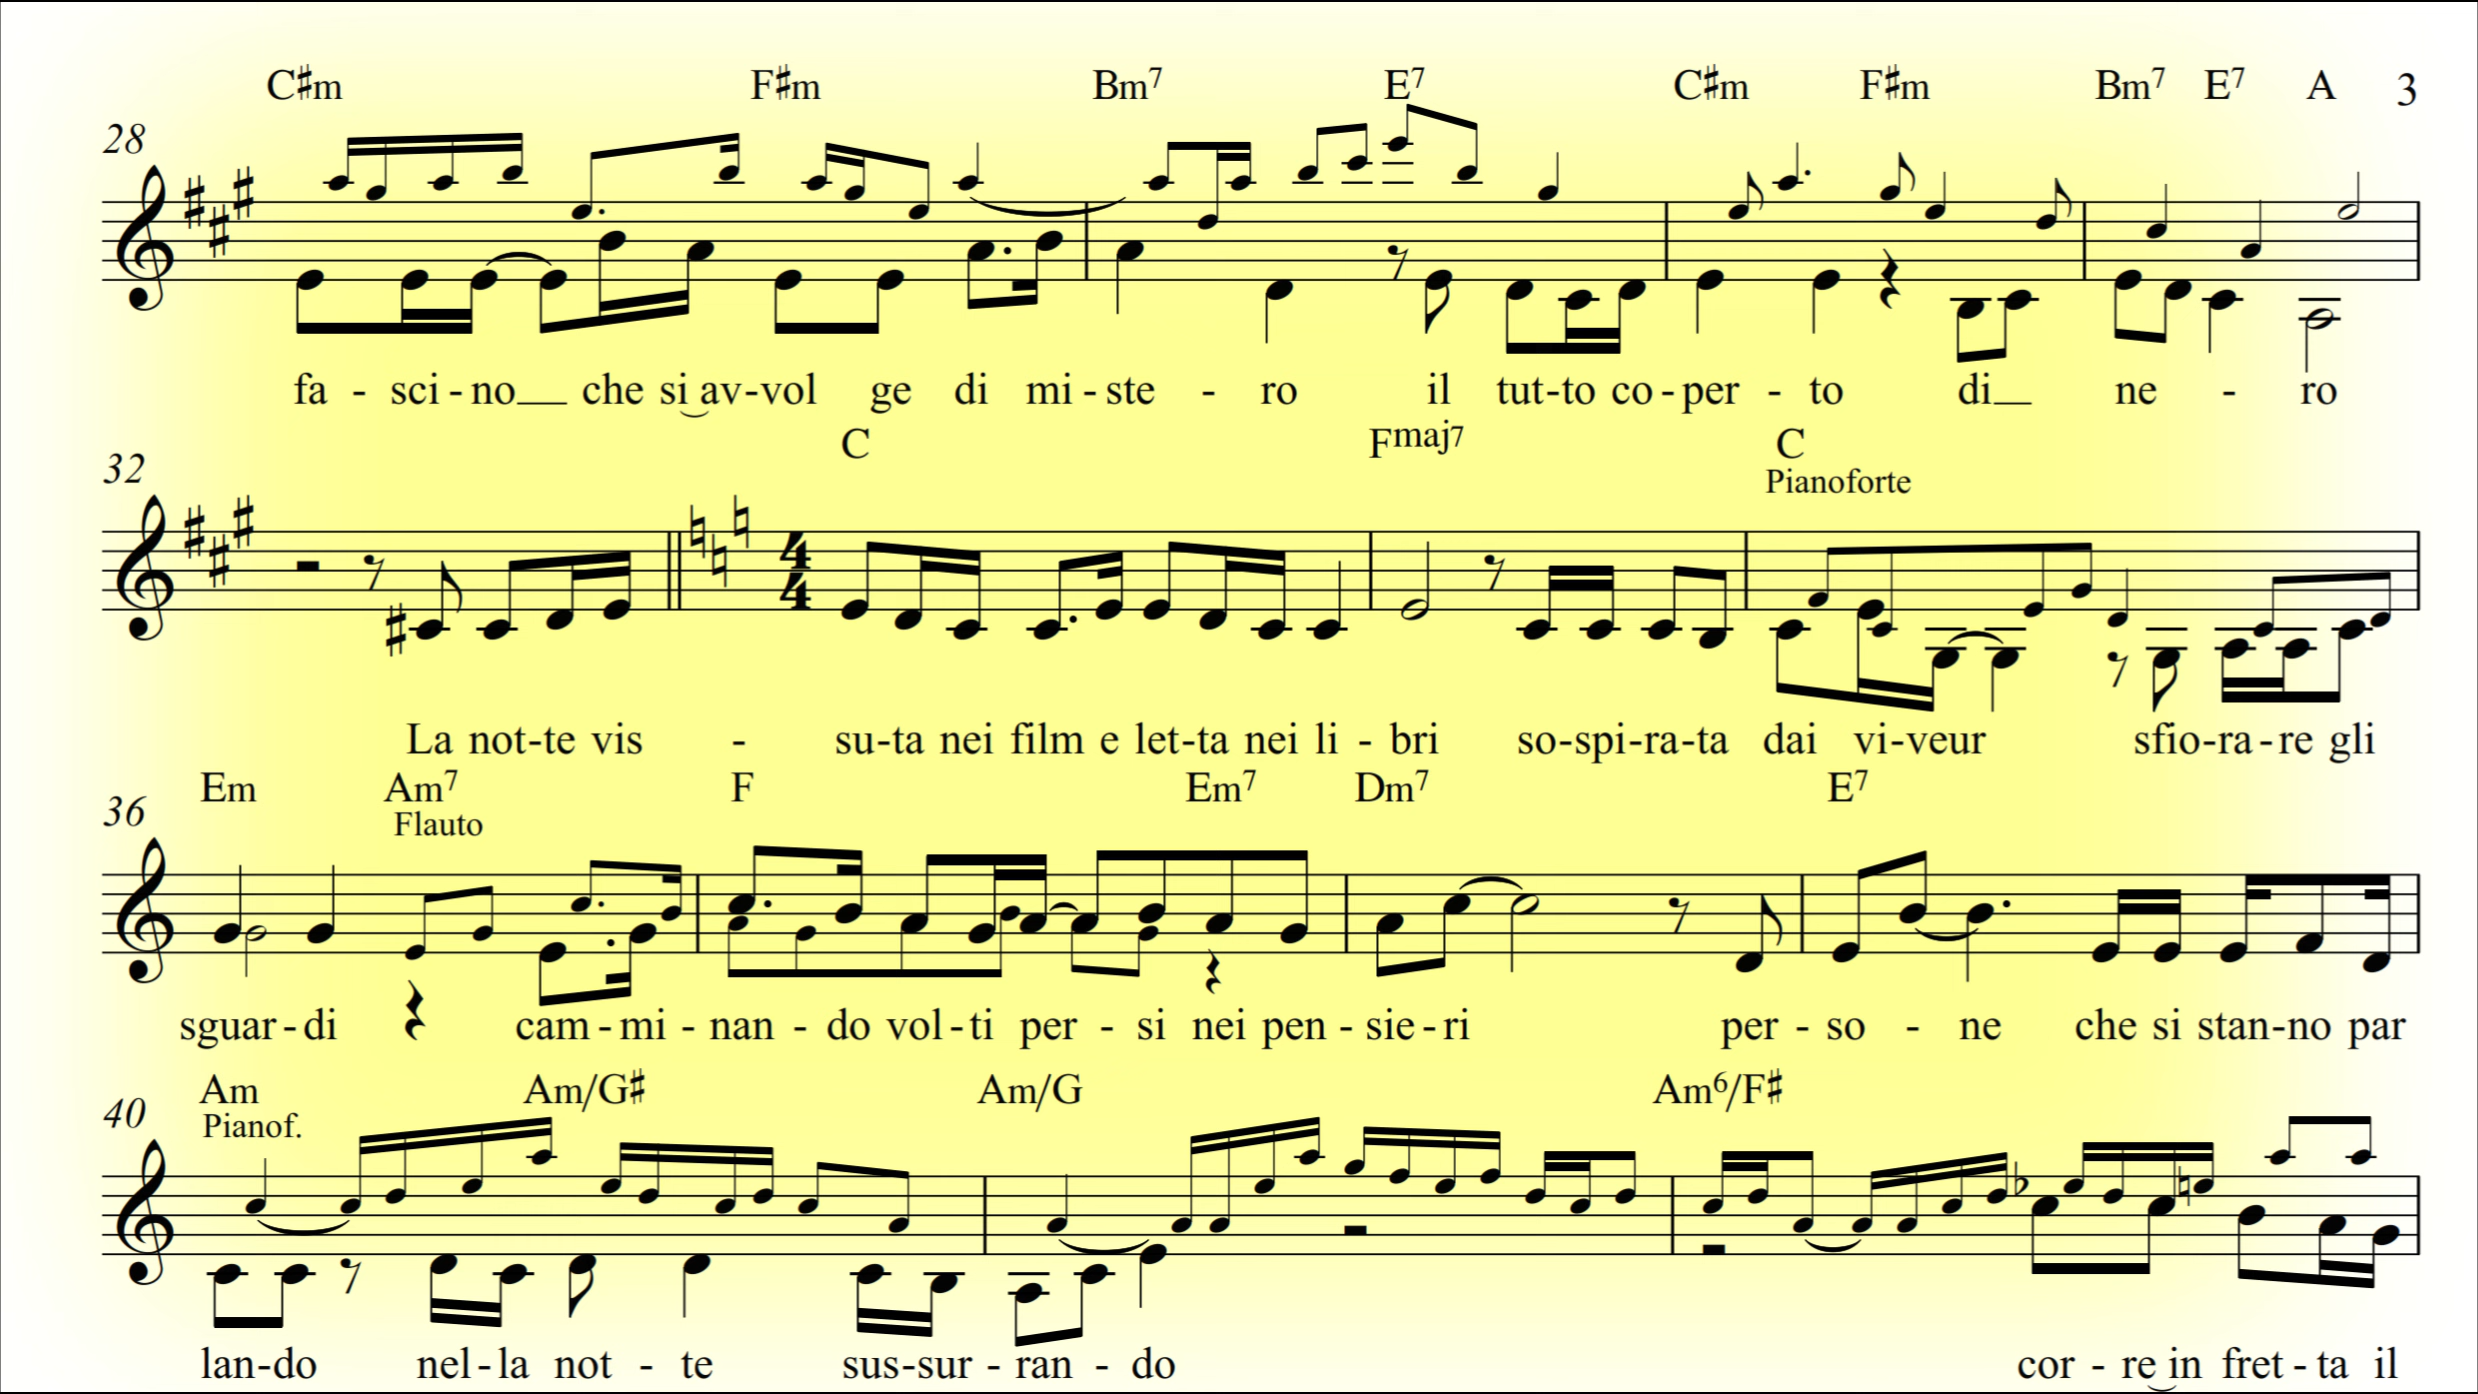 C♯m F♯m Bm7 E7 C♯m F♯m Bm7 E7 A 3
28
fa - sci - no__ che si‿av-vol ge di mi - ste - ro il tut-to co - per - to di__ ne - ro
C Fmaj7 C
32 Pianoforte
4/4
La not-te vis - su-ta nei film e let-ta nei li - bri so-spi-ra-ta dai vi-veur sfio-ra-re gli
Em Am7 F Em7 Dm7 E7
36 Flauto
sguar-di cam - mi - nan - do vol-ti per - si nei pen - sie - ri per - so - ne che si stan-no par
Am Am/G♯ Am/G Am6/F♯
40 Pianof.
lan-do nel-la not - te sus-sur - ran - do cor - re‿in fret-ta il